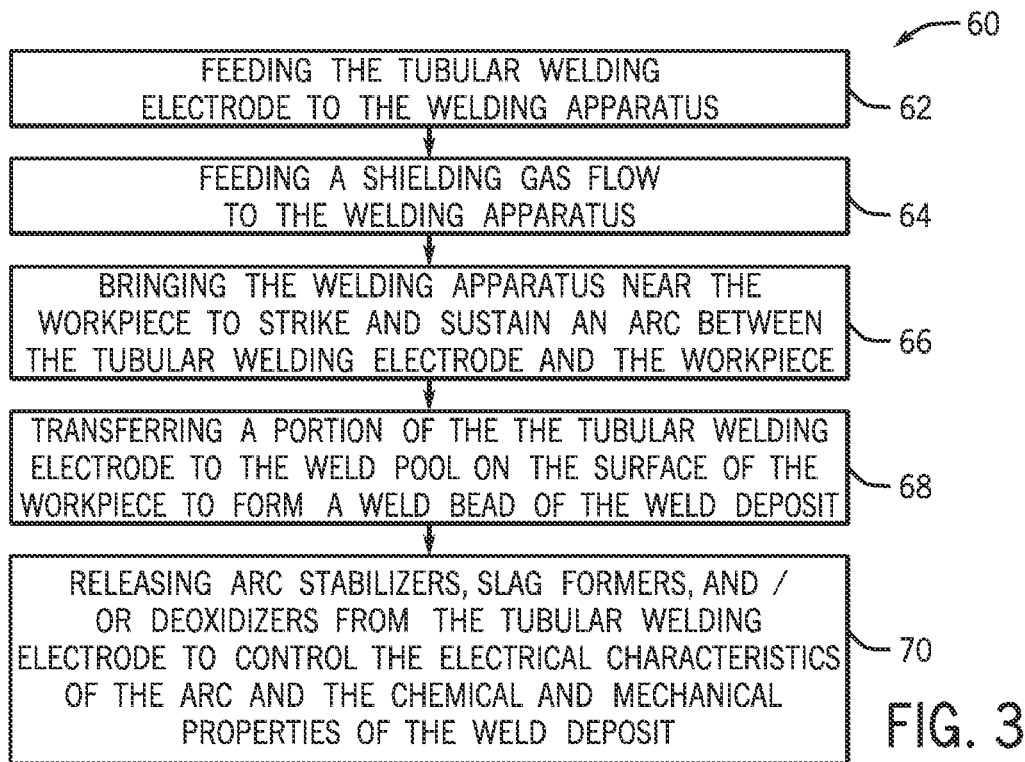 60
FEEDING THE TUBULAR WELDING
ELECTRODE TO THE WELDING APPARATUS
62
FEEDING A SHIELDING GAS FLOW
TO THE WELDING APPARATUS
64
BRINGING THE WELDING APPARATUS NEAR THE
WORKPIECE TO STRIKE AND SUSTAIN AN ARC BETWEEN
THE TUBULAR WELDING ELECTRODE AND THE WORKPIECE
66
TRANSFERRING A PORTION OF THE THE TUBULAR WELDING
ELECTRODE TO THE WELD POOL ON THE SURFACE OF THE
WORKPIECE TO FORM A WELD BEAD OF THE WELD DEPOSIT
68
RELEASING ARC STABILIZERS, SLAG FORMERS, AND /
OR DEOXIDIZERS FROM THE TUBULAR WELDING
ELECTRODE TO CONTROL THE ELECTRICAL CHARACTERISTICS
OF THE ARC AND THE CHEMICAL AND MECHANICAL
PROPERTIES OF THE WELD DEPOSIT
70
FIG. 3